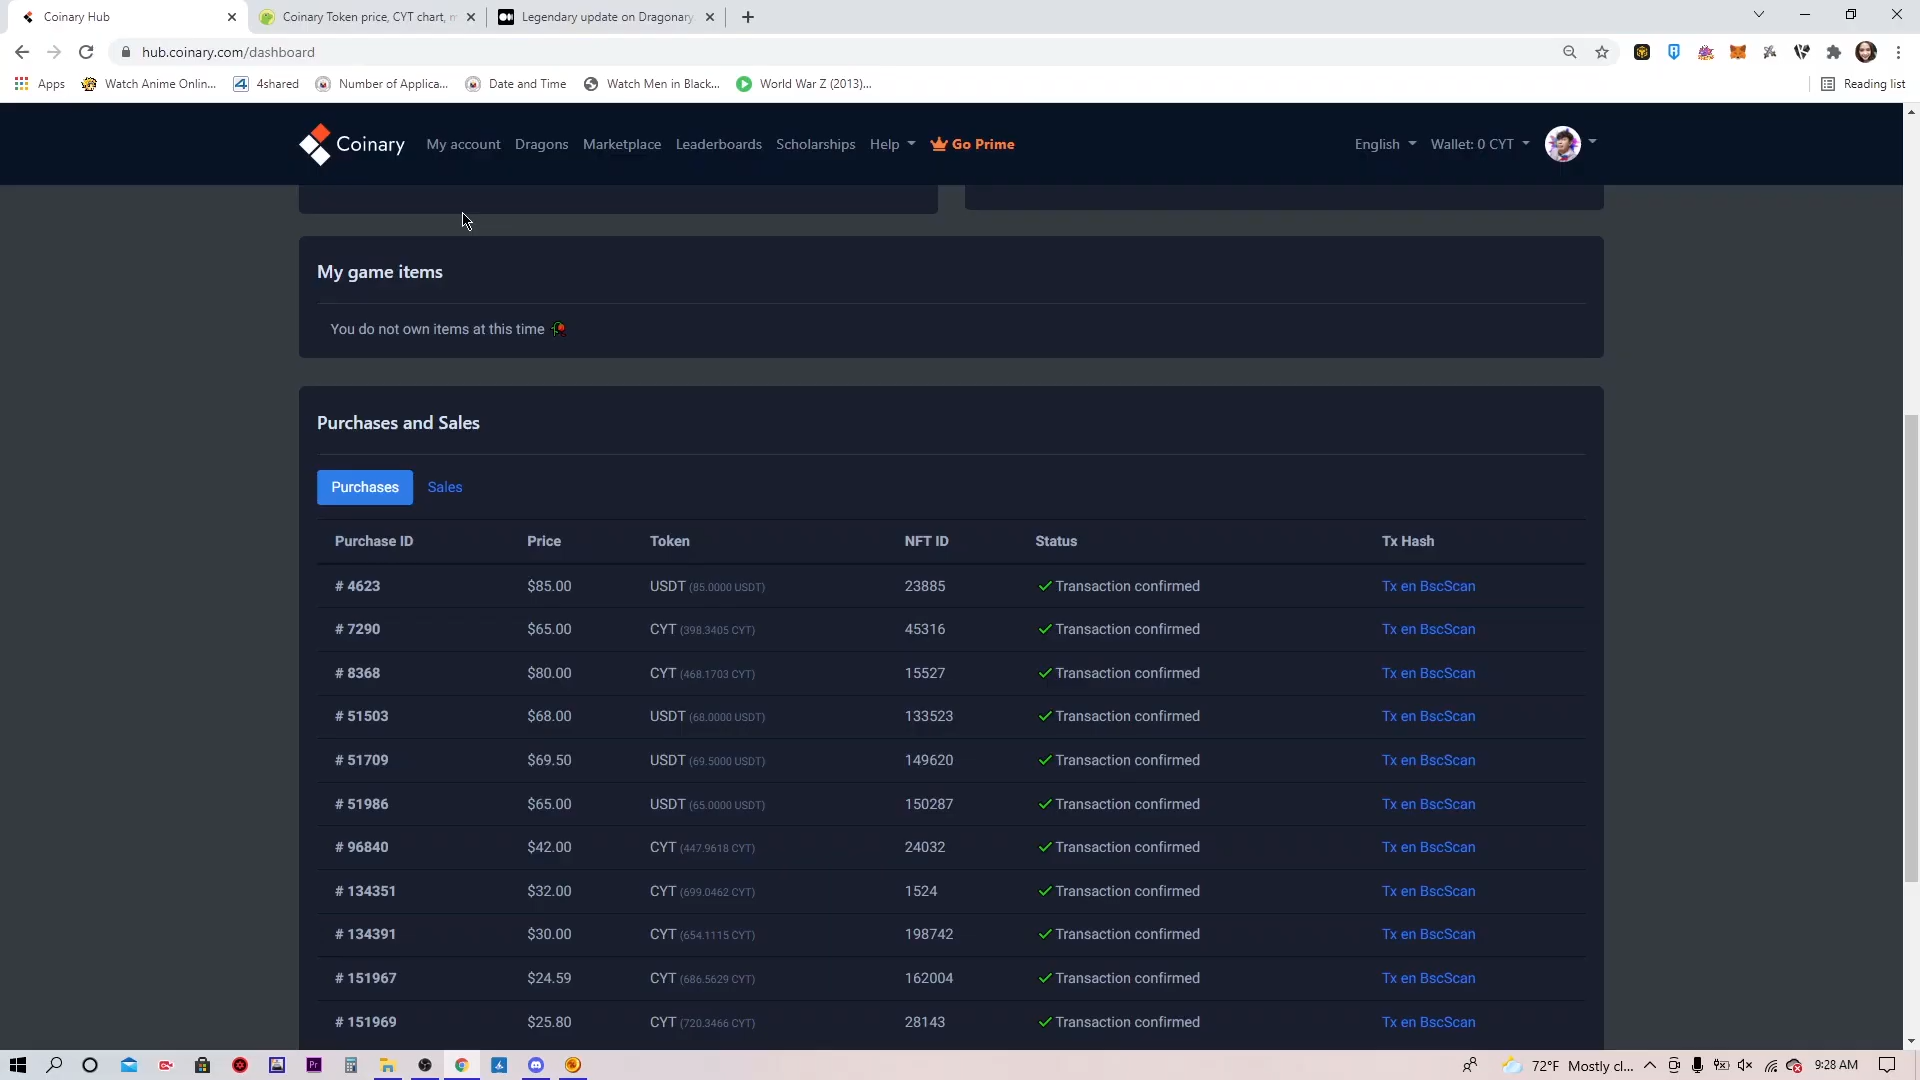 Coinary Hub
Coinary Token price, CYT chart, m
Legendary update on Dragonary
hub.coinary.com/dashboard
Apps
Watch Anime Onlin...
4shared
Number of Applica...
Date and Time
Watch Men in Black...
World War Z (2013)...
Reading list
Coinary
My account
Dragons
Marketplace
Leaderboards
Scholarships
Help
Go Prime
English
Wallet: 0 CYT
My game items
You do not own items at this time
Purchases and Sales
Purchases
Sales
Purchase ID Price Token NFT ID Status Tx Hash
# 4623 $85.00 USDT (85.0000 USDT) 23885 Transaction confirmed Tx en BscScan
# 7290 $65.00 CYT (398.3405 CYT) 45316 Transaction confirmed Tx en BscScan
# 8368 $80.00 CYT (468.1703 CYT) 15527 Transaction confirmed Tx en BscScan
# 51503 $68.00 USDT (68.0000 USDT) 133523 Transaction confirmed Tx en BscScan
# 51709 $69.50 USDT (69.5000 USDT) 149620 Transaction confirmed Tx en BscScan
# 51986 $65.00 USDT (65.0000 USDT) 150287 Transaction confirmed Tx en BscScan
# 96840 $42.00 CYT (447.9618 CYT) 24032 Transaction confirmed Tx en BscScan
# 134351 $32.00 CYT (699.0462 CYT) 1524 Transaction confirmed Tx en BscScan
# 134391 $30.00 CYT (654.1115 CYT) 198742 Transaction confirmed Tx en BscScan
# 151967 $24.59 CYT (686.5629 CYT) 162004 Transaction confirmed Tx en BscScan
# 151969 $25.80 CYT (720.3466 CYT) 28143 Transaction confirmed Tx en BscScan
72°F Mostly cl...
9:28 AM